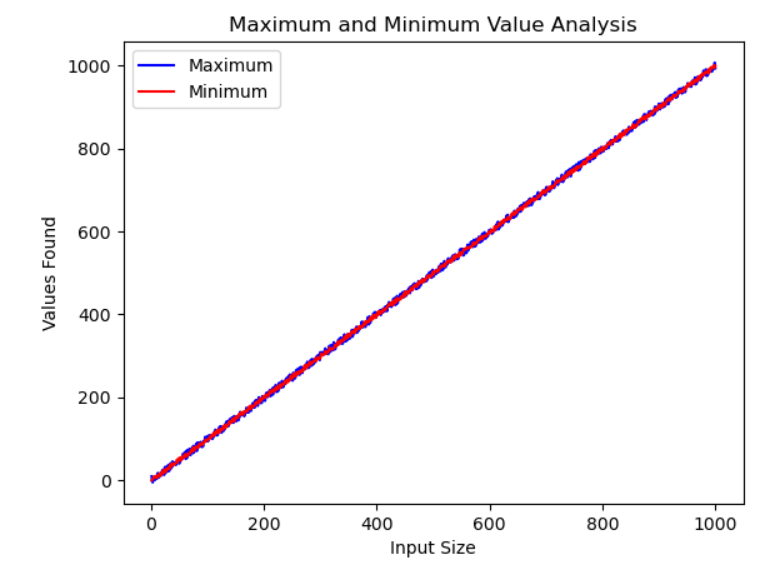 Maximum and Minimum Value Analysis
Maximum
Minimum
1000
800
600
400
200
0
Values Found
0 200 400 600 800 1000
Input Size